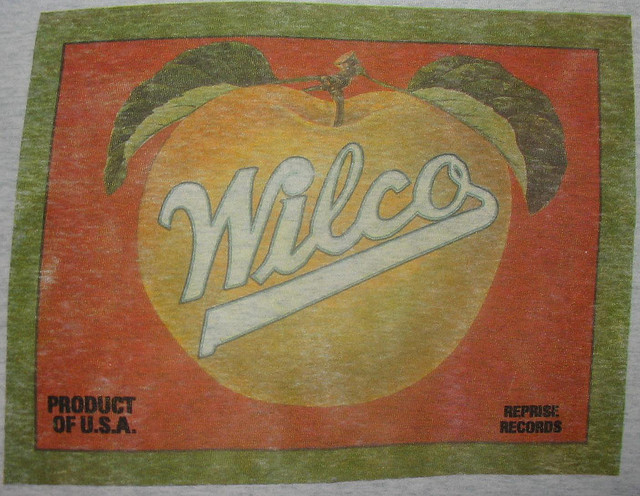 Wilco
PRODUCT
OF U.S.A.
REPRISE
RECORDS